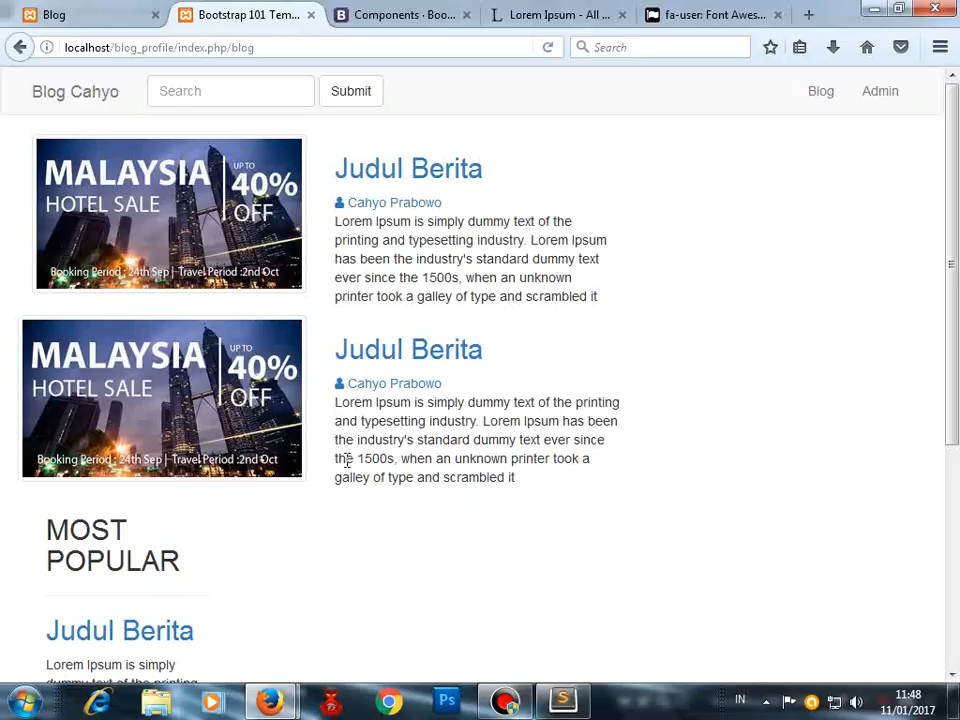 Blog
Bootstrap 101 Tem...
Components · Boo...
Lorem Ipsum - All ...
fa-user: Font Awes...
localhost/blog_profile/index.php/blog
Search
Blog Cahyo
Search
Submit
Blog
Admin
MALAYSIA
HOTEL SALE
UP TO
40%
OFF
Booking Period : 24th Sep | Travel Period :2nd Oct
Judul Berita
Cahyo Prabowo
Lorem Ipsum is simply dummy text of the
printing and typesetting industry. Lorem Ipsum
has been the industry's standard dummy text
ever since the 1500s, when an unknown
printer took a galley of type and scrambled it
MALAYSIA
HOTEL SALE
UP TO
40%
OFF
Booking Period : 24th Sep | Travel Period :2nd Oct
Judul Berita
Cahyo Prabowo
Lorem Ipsum is simply dummy text of the printing
and typesetting industry. Lorem Ipsum has been
the industry's standard dummy text ever since
the 1500s, when an unknown printer took a
galley of type and scrambled it
MOST
POPULAR
Judul Berita
Lorem Ipsum is simply
Ps
IN
11:48
11/01/2017